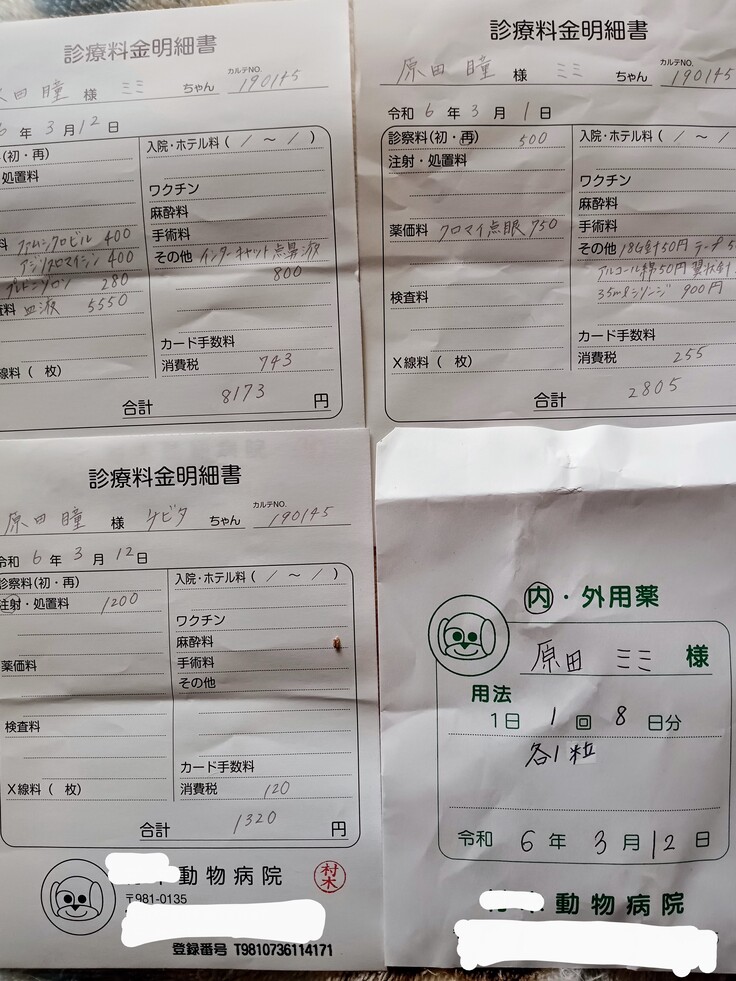 診療料金明細書
原田 瞳 様 ミミ ちゃん カルテNO. 190145
6 年 3 月 12 日
(初・再)
処置料
ファムシクロビル 400
アジスロマイシン 400
プレドニゾロン 280
血液 5550
線料 ( 枚)
入院・ホテル料 ( / ～ / )
ワクチン
麻酔料
手術料
その他 インターキャット点鼻液
800
カード手数料
消費税 743
合計 8173 円
診療料金明細書
原田 瞳 様 ミミ ちゃん カルテNO. 190145
令和 6 年 3 月 1 日
診察料(初・再) 500
注射・処置料
薬価料 クロマイ点眼 750
検査料
X線料 ( 枚)
入院・ホテル料 ( / ～ /
ワクチン
麻酔料
手術料
その他 18G針50円 テープ5
アルコール綿50円 翼状針
35mlシリンジ 900円
カード手数料
消費税 255
合計 2805
診療料金明細書
原田 瞳 様 サビタ ちゃん カルテNO. 190145
令和 6 年 3 月 12 日
診察料(初・再)
注射・処置料 1200
薬価料
検査料
X線料 ( 枚)
入院・ホテル料 ( / ～ / )
ワクチン
麻酔料
手術料
その他
カード手数料
消費税 120
合計 1320 円
動物病院
村木
〒981-0135
登録番号 T9810736114171
内・外用薬
原田 ミミ 様
用法
1日 1 回 8 日分
各1粒
令和 6 年 3 月 12 日
動物病院